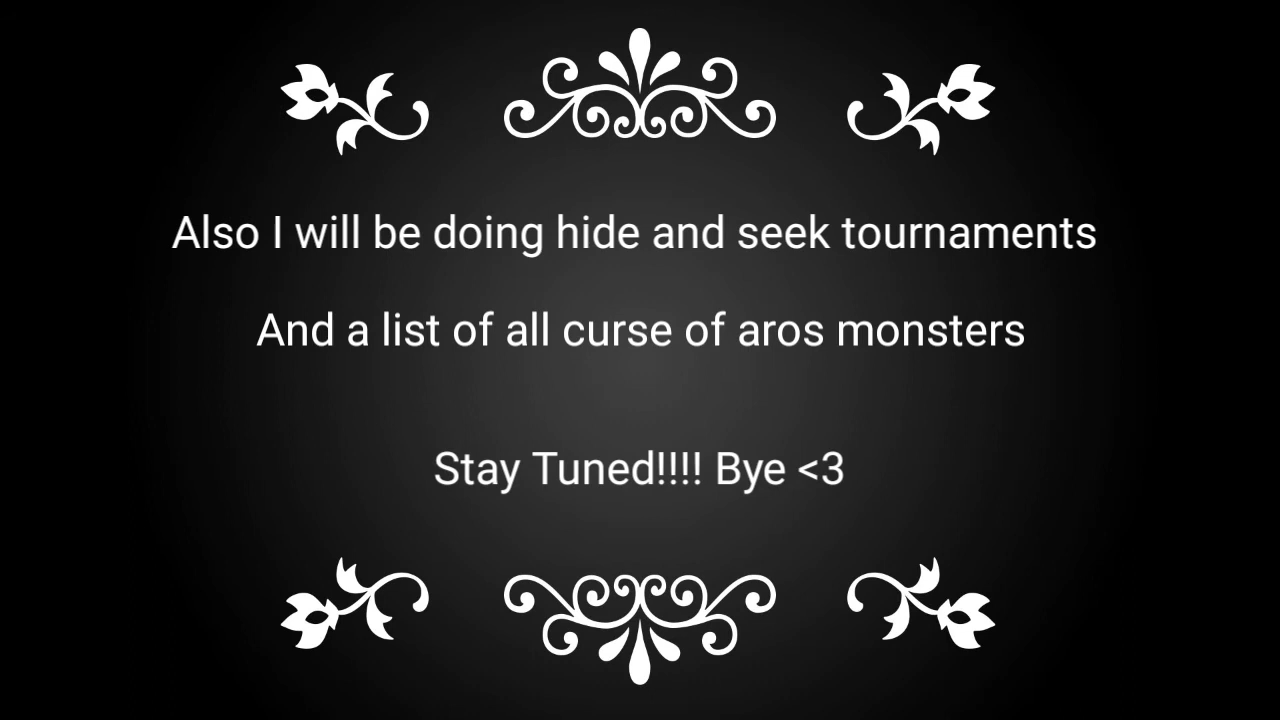 Also I will be doing hide and seek tournaments
And a list of all curse of aros monsters
Stay Tuned!!!! Bye <3